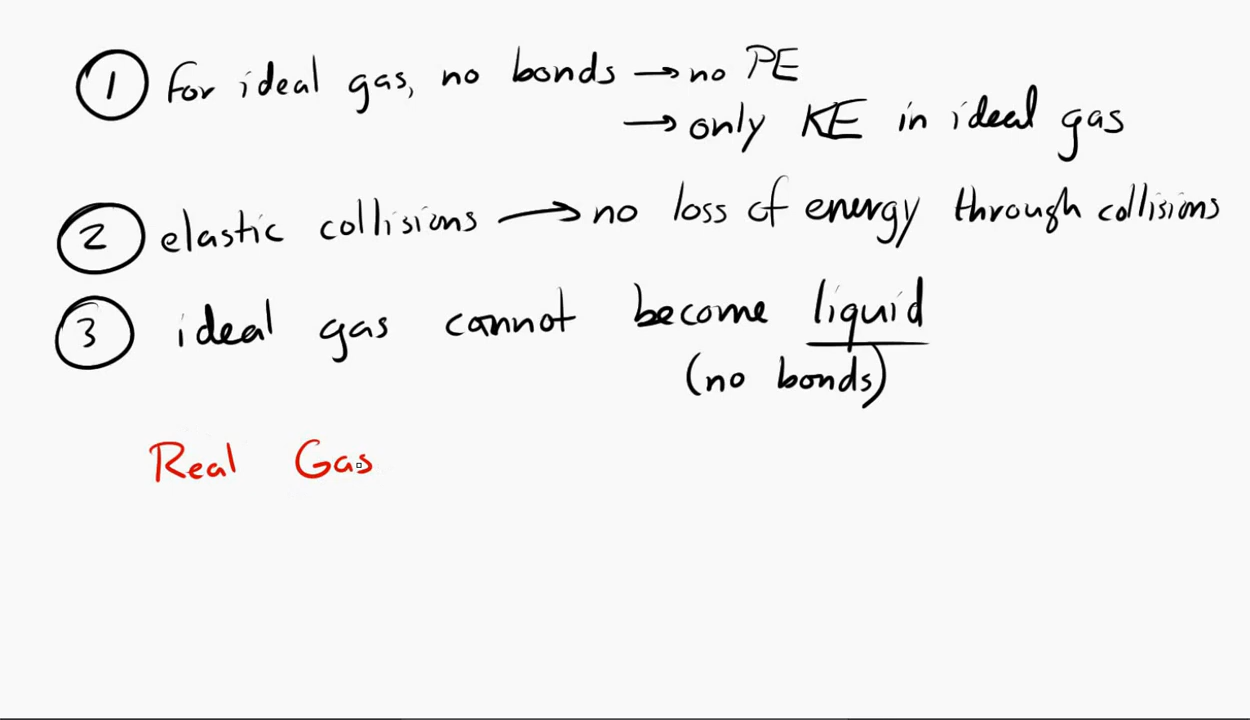 1 for ideal gas, no bonds → no PE
→ only KE in ideal gas
2 elastic collisions → no loss of energy through collisions
3 ideal gas cannot become liquid
(no bonds)
Real Gas